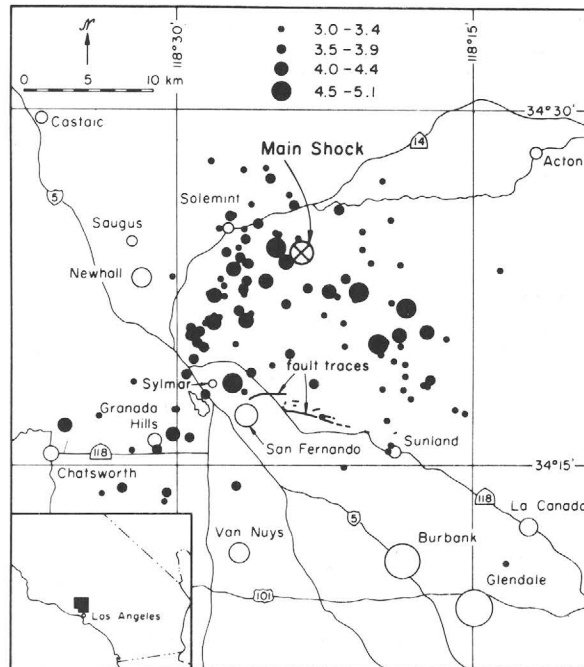 N
0 5 10 km
118°30'
118°15'
3.0 – 3.4
3.5 – 3.9
4.0 – 4.4
4.5 – 5.1
34°30'
Castaic
Main Shock
14
Acton
5
Solemint
Saugus
Newhall
fault traces
Sylmar
Granada
Hills
San Fernando
Sunland
118
Chatsworth
34°15'
118
La Canada
Van Nuys
5
Burbank
Glendale
101
Los Angeles